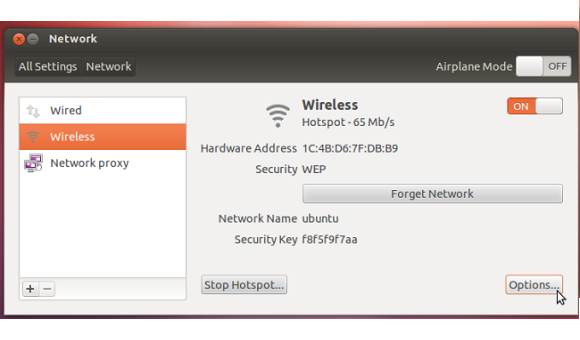 Network
All Settings Network
Airplane Mode OFF
Wired
Wireless
Network proxy
Wireless
ON
Hotspot - 65 Mb/s
Hardware Address 1C:4B:D6:7F:DB:B9
Security WEP
Forget Network
Network Name ubuntu
Security Key f8f5f9f7aa
Stop Hotspot...
Options...